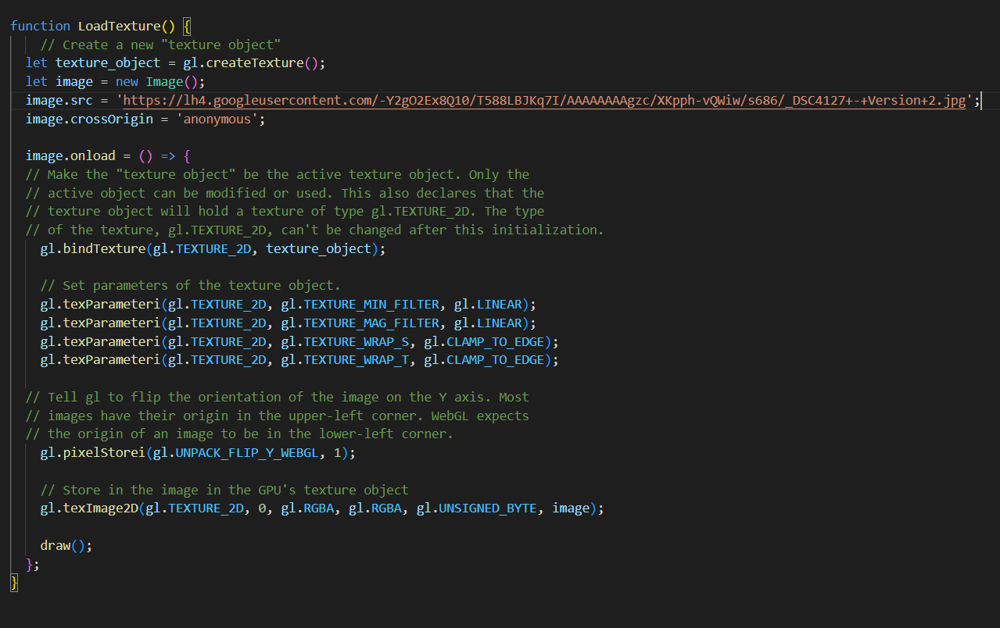 function LoadTexture() {
// Create a new "texture object"
let texture_object = gl.createTexture();
let image = new Image();
image.src = 'https://lh4.googleusercontent.com/-Y2gO2Ex8Q10/T588LBJKq7I/AAAAAAAAgzc/XKpph-vQWiw/s686/_DSC4127+-+Version+2.jpg';
image.crossOrigin = 'anonymous';
image.onload = () => {
// Make the "texture object" be the active texture object. Only the
// active object can be modified or used. This also declares that the
// texture object will hold a texture of type gl.TEXTURE_2D. The type
// of the texture, gl.TEXTURE_2D, can't be changed after this initialization.
gl.bindTexture(gl.TEXTURE_2D, texture_object);
// Set parameters of the texture object.
gl.texParameteri(gl.TEXTURE_2D, gl.TEXTURE_MIN_FILTER, gl.LINEAR);
gl.texParameteri(gl.TEXTURE_2D, gl.TEXTURE_MAG_FILTER, gl.LINEAR);
gl.texParameteri(gl.TEXTURE_2D, gl.TEXTURE_WRAP_S, gl.CLAMP_TO_EDGE);
gl.texParameteri(gl.TEXTURE_2D, gl.TEXTURE_WRAP_T, gl.CLAMP_TO_EDGE);
// Tell gl to flip the orientation of the image on the Y axis. Most
// images have their origin in the upper-left corner. WebGL expects
// the origin of an image to be in the lower-left corner.
gl.pixelStorei(gl.UNPACK_FLIP_Y_WEBGL, 1);
// Store in the image in the GPU's texture object
gl.texImage2D(gl.TEXTURE_2D, 0, gl.RGBA, gl.RGBA, gl.UNSIGNED_BYTE, image);
draw();
};
}